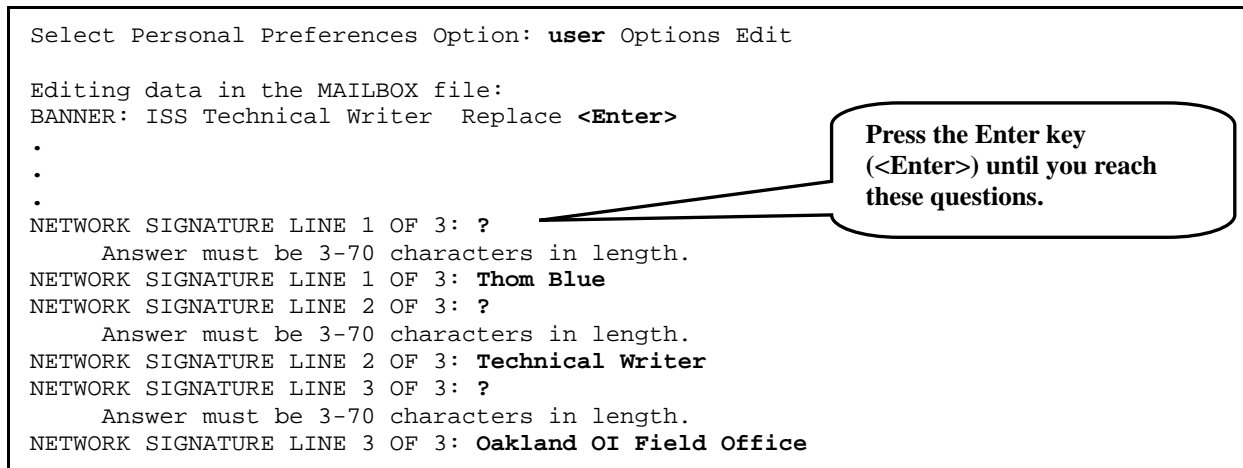 Select Personal Preferences Option: user Options Edit
Editing data in the MAILBOX file:
BANNER: ISS Technical Writer  Replace <Enter>
.
.
.
Press the Enter key
(<Enter>) until you reach
these questions.
NETWORK SIGNATURE LINE 1 OF 3: ?
     Answer must be 3-70 characters in length.
NETWORK SIGNATURE LINE 1 OF 3: Thom Blue
NETWORK SIGNATURE LINE 2 OF 3: ?
     Answer must be 3-70 characters in length.
NETWORK SIGNATURE LINE 2 OF 3: Technical Writer
NETWORK SIGNATURE LINE 3 OF 3: ?
     Answer must be 3-70 characters in length.
NETWORK SIGNATURE LINE 3 OF 3: Oakland OI Field Office